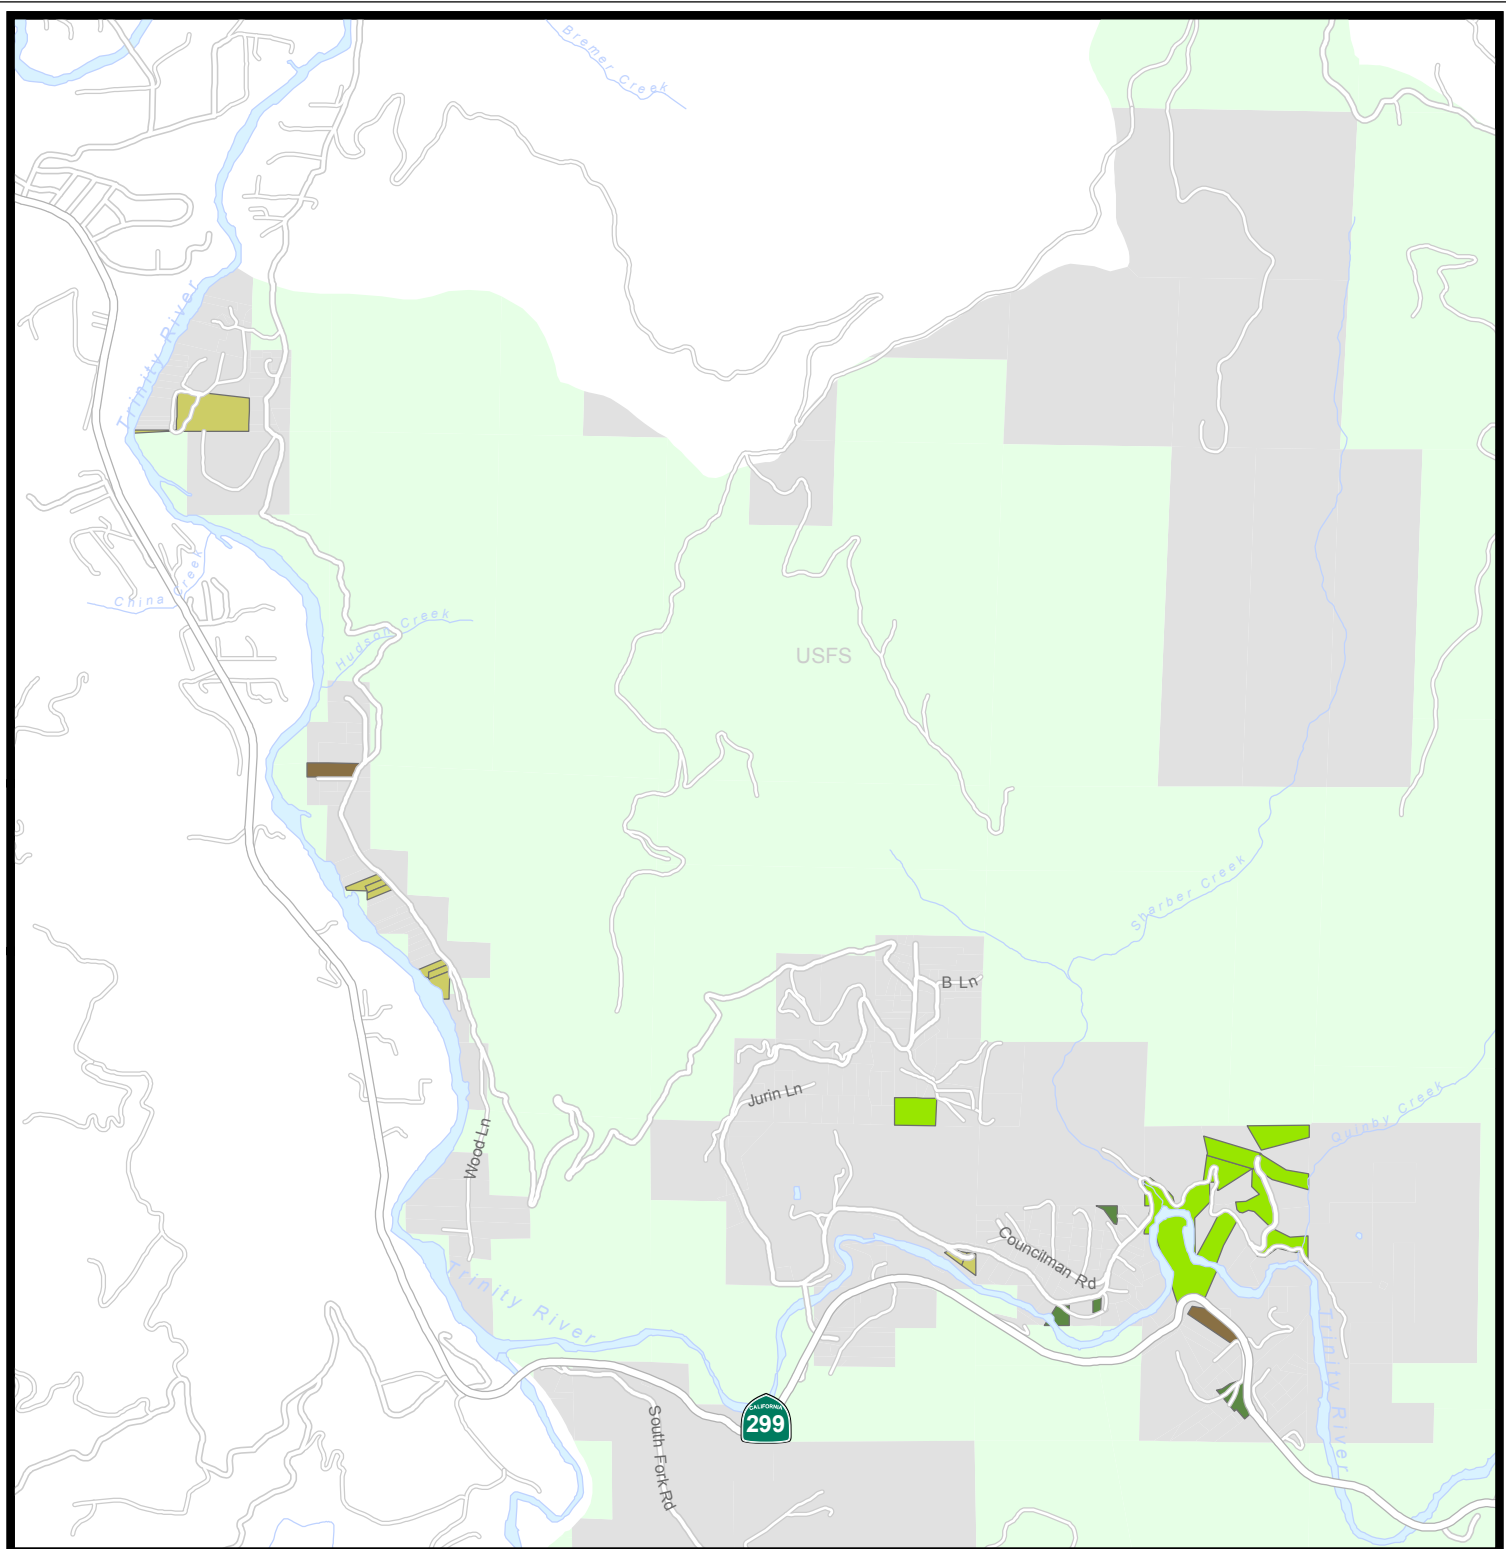 Bremer Creek
Trinity River
China Creek
Hudson Creek
USFS
Sharber Creek
B Ln
Jurin Ln
Quinby Creek
Wood Ln
Councilman Rd
Trinity River
Trinity River
South Fork Rd
CALIFORNIA
299